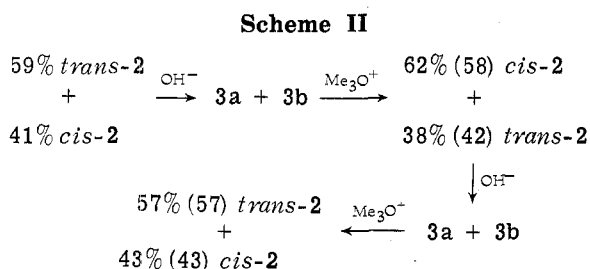 Scheme II
59% trans-2
+
41% cis-2
OH⁻
3a + 3b
Me₃O⁺
62% (58) cis-2
+
38% (42) trans-2
OH⁻
3a + 3b
Me₃O⁺
57% (57) trans-2
+
43% (43) cis-2